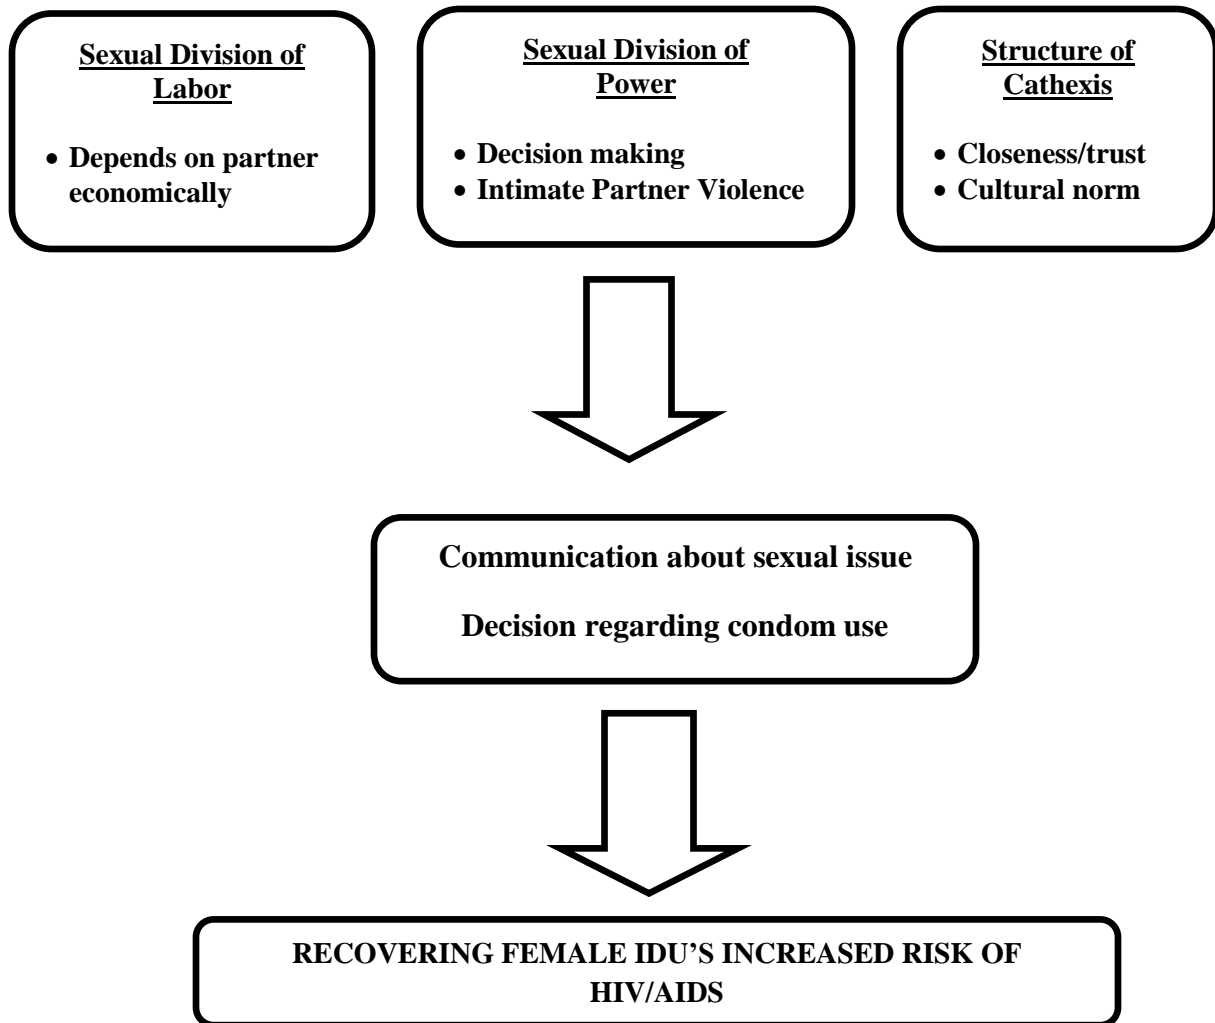 Sexual Division of
Labor
• Depends on partner
economically
Sexual Division of
Power
• Decision making
• Intimate Partner Violence
Structure of
Cathexis
• Closeness/trust
• Cultural norm
Communication about sexual issue
Decision regarding condom use
RECOVERING FEMALE IDU’S INCREASED RISK OF
HIV/AIDS